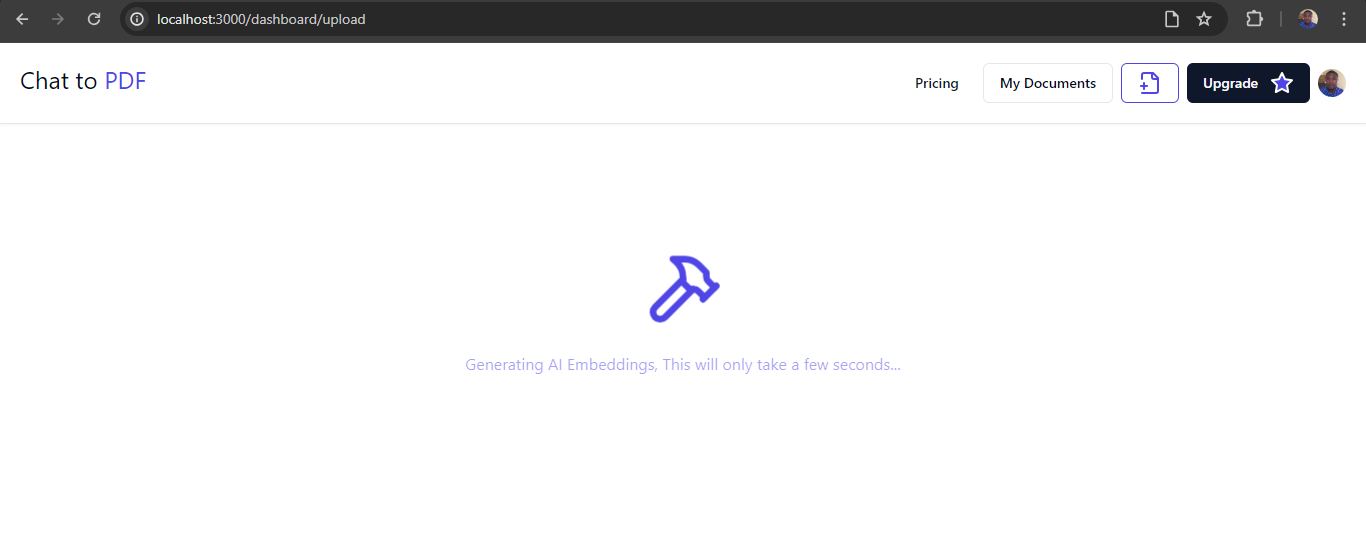 localhost:3000/dashboard/upload
Chat to PDF
Pricing
My Documents
Upgrade
Generating AI Embeddings, This will only take a few seconds...